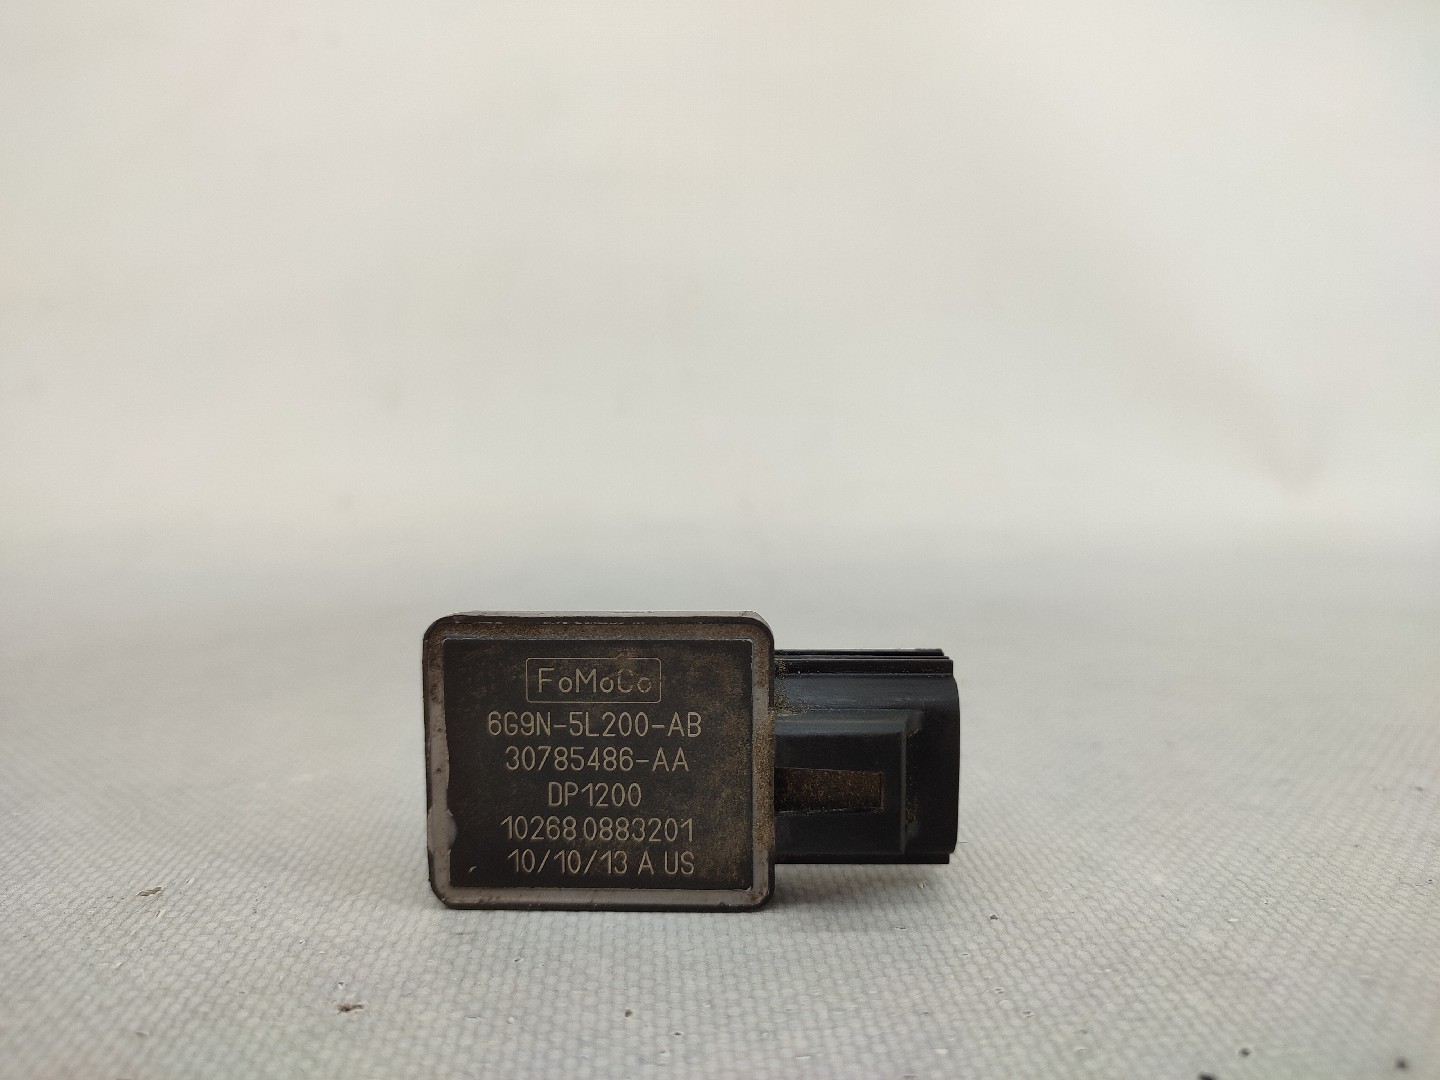 FoMoCo
6G9N-5L200-AB
30785486-AA
DP1200
10268 0883201
10/10/13 A US